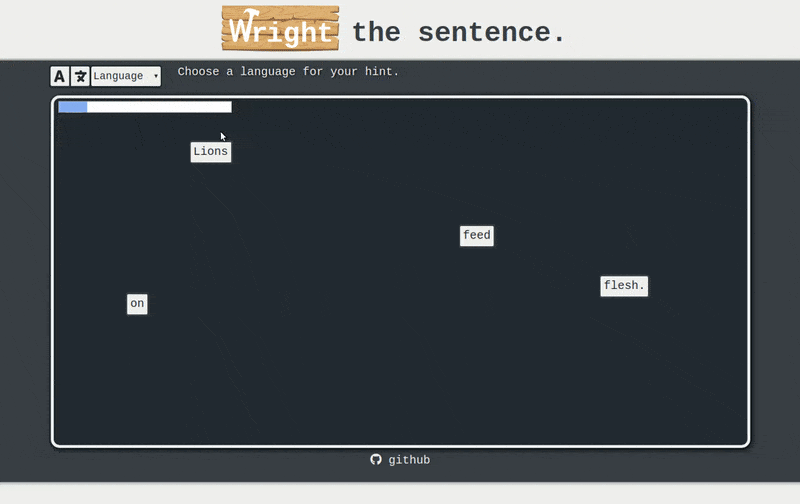 Wright the sentence.
A 文 Language ▾ Choose a language for your hint.
Lions
feed
flesh.
on
github